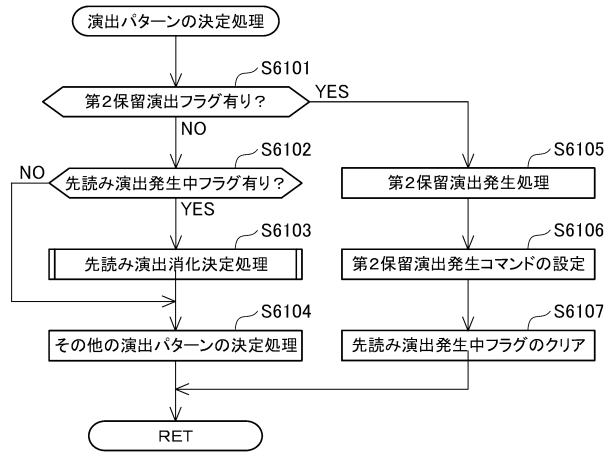 演出パターンの決定処理
S6101
第2保留演出フラグ有り？
YES
NO
S6102
NO
先読み演出発生中フラグ有り？
YES
S6103
先読み演出消化決定処理
S6104
その他の演出パターンの決定処理
S6105
第2保留演出発生処理
S6106
第2保留演出発生コマンドの設定
S6107
先読み演出発生中フラグのクリア
RET